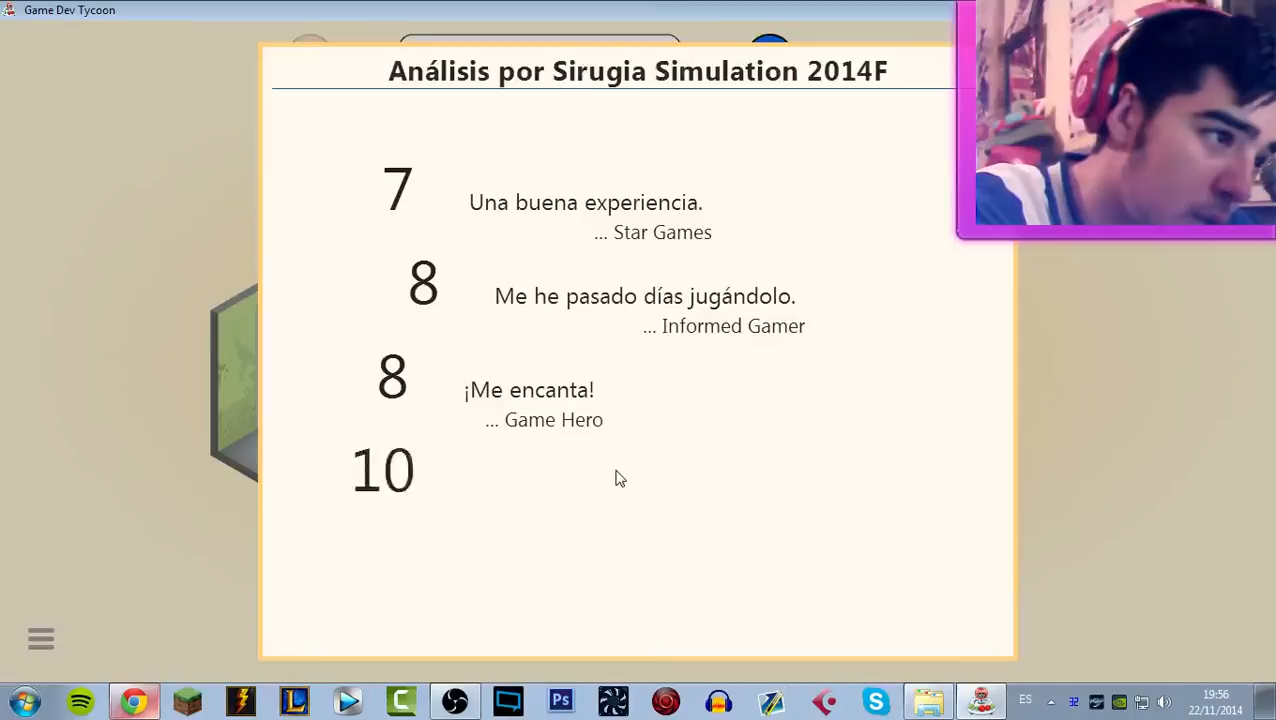 Game Dev Tycoon
Análisis por Sirugia Simulation 2014F
7 Una buena experiencia.
... Star Games
8 Me he pasado días jugándolo.
... Informed Gamer
8 ¡Me encanta!
... Game Hero
10
ES
19:56
22/11/2014